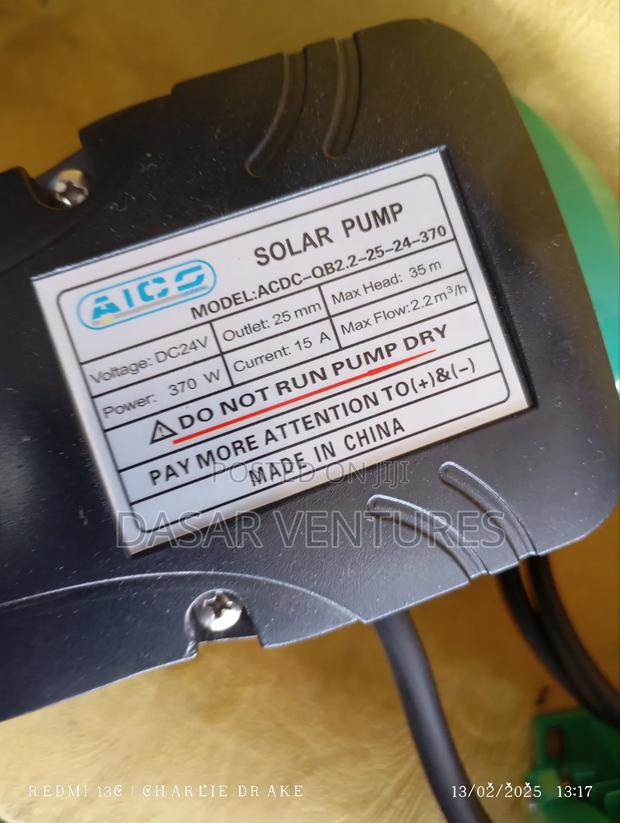 AICO
SOLAR PUMP
MODEL:ACDC-QB2.2-25-24-370
Voltage: DC24V Outlet: 25 mm Max Head: 35 m
Power: 370 W Current: 15 A Max Flow:2.2 m³/h
⚠DO NOT RUN PUMP DRY
PAY MORE ATTENTION TO(+)&(-)
MADE IN CHINA
POSTED ON JIJI
DASAR VENTURES
REDMI 13C | CHARLIE DRAKE
13/02/2025 13:17